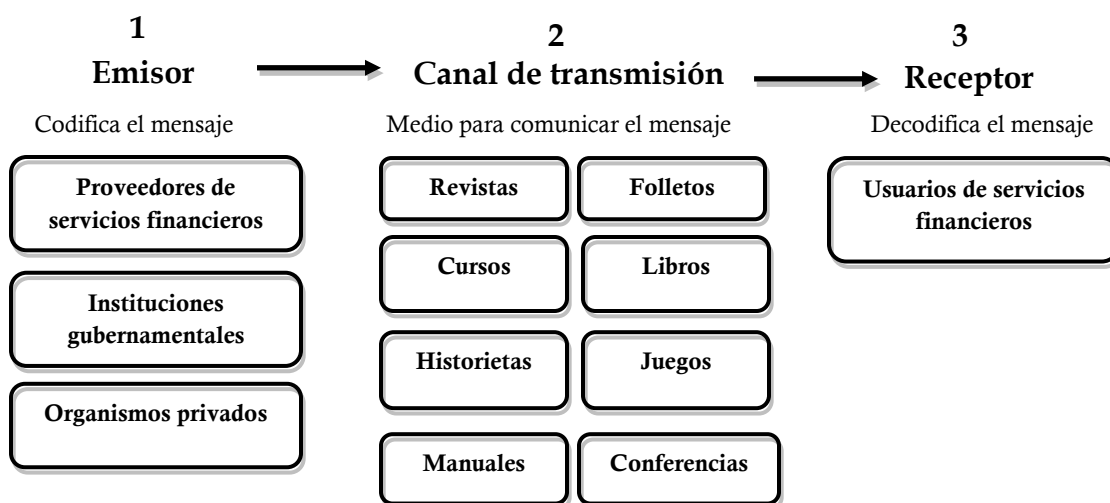 1
Emisor
Codifica el mensaje
Proveedores de
servicios financieros
Instituciones
gubernamentales
Organismos privados
2
Canal de transmisión
Medio para comunicar el mensaje
Revistas
Folletos
Cursos
Libros
Historietas
Juegos
Manuales
Conferencias
3
Receptor
Decodifica el mensaje
Usuarios de servicios
financieros